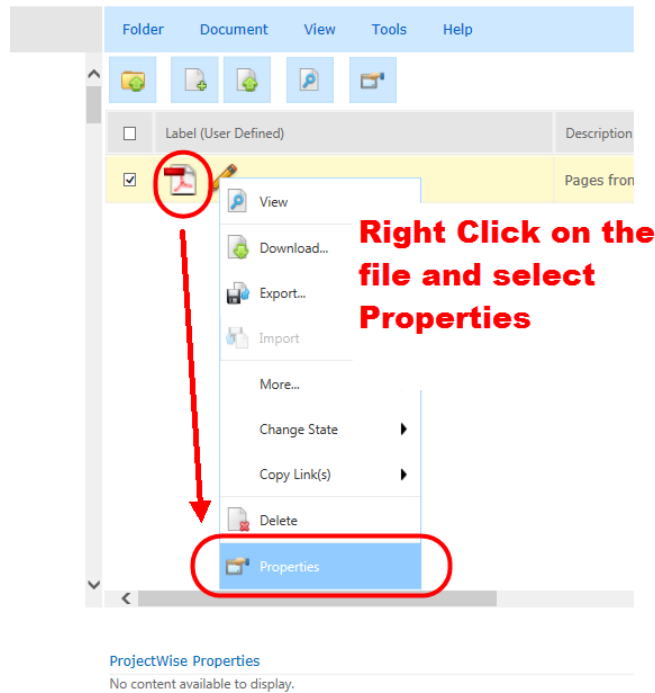 Folder Document View Tools Help
Label (User Defined) Description
Pages from
View
Right Click on the
file and select
Properties
Download...
Export...
Import
More...
Change State
Copy Link(s)
Delete
Properties
ProjectWise Properties
No content available to display.